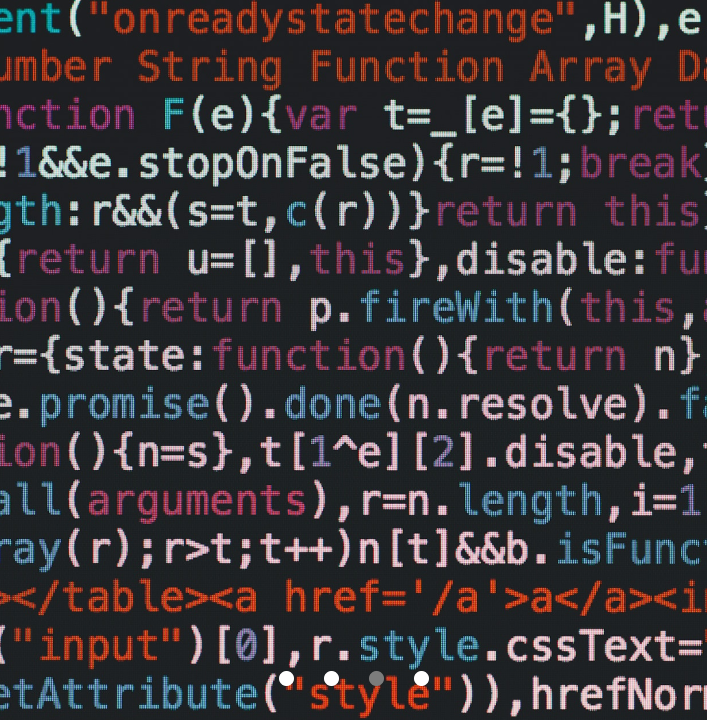 ent("onreadystatechange",H),e
umber String Function Array Da
nction F(e){var t=_[e]={};retu
!1&&e.stopOnFalse){r=!1;break}
gth:r&&(s=t,c(r))}return this}
{return u=[],this},disable:fun
ion(){return p.fireWith(this,a
r={state:function(){return n},
e.promise().done(n.resolve).fa
ion(){n=s},t[1^e][2].disable,t
all(arguments),r=n.length,i=1
ray(r);r>t;t++)n[t]&&b.isFunct
></table><a href='/a'>a</a><in
("input")[0],r.style.cssText="
etAttribute("style")),hrefNorm